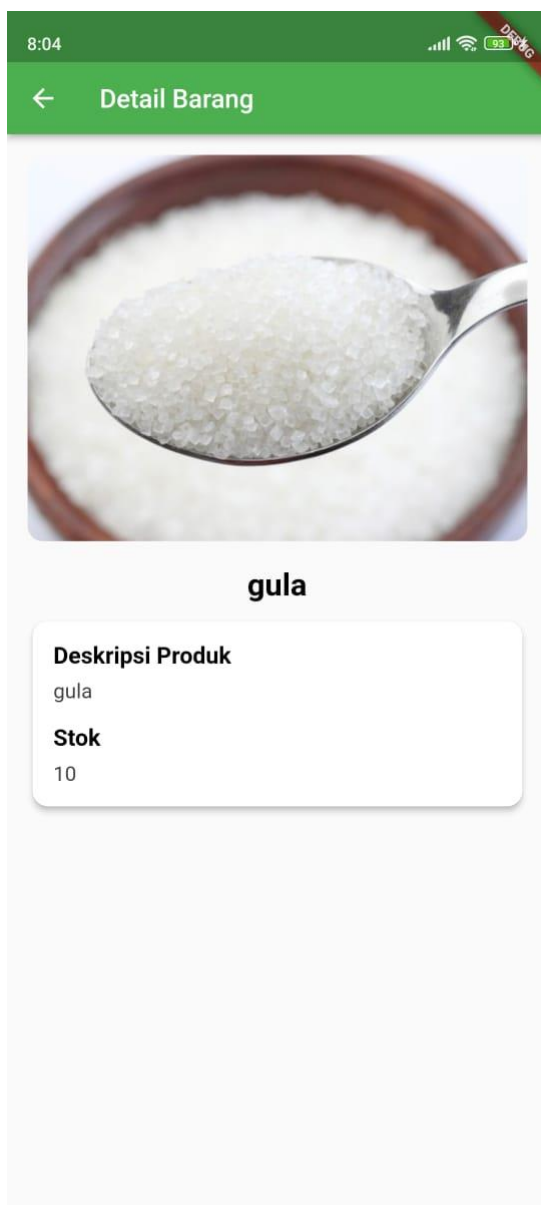 8:04
93
DEBUG
Detail Barang
gula
Deskripsi Produk
gula
Stok
10